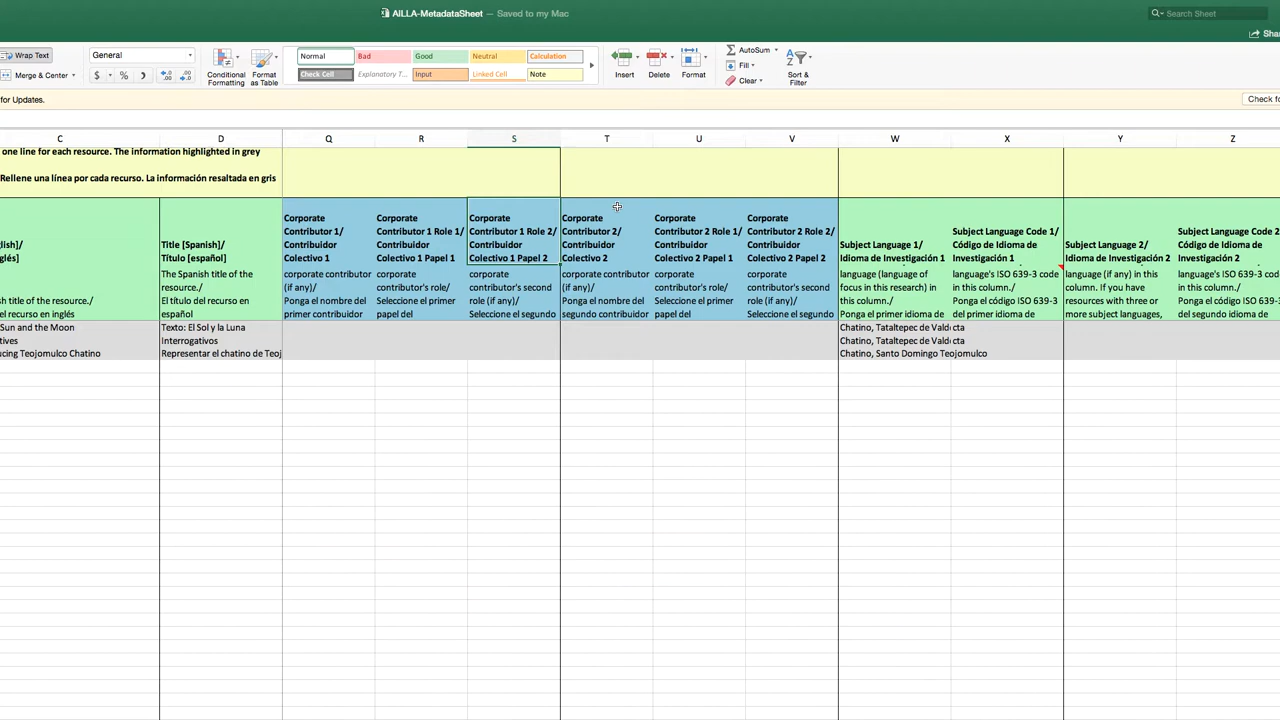 AILLA-MetadataSheet — Saved to my Mac
Search Sheet
Wrap Text
General
Normal
Bad
Good
Neutral
Calculation
Check Cell
Explanatory T...
Input
Linked Cell
Note
Merge & Center
$
%
Conditional
Formatting
Format
as Table
Insert
Delete
Format
AutoSum
Fill
Clear
Sort &
Filter
for Updates.
C
D
Q
R
S
T
U
V
W
X
Y
Z
one line for each resource. The information highlighted in grey
Rellene una línea por cada recurso. La información resaltada en gris
Title [Spanish]/
Título [español]
Corporate
Contributor 1/
Contribuidor
Colectivo 1
Corporate
Contributor 1 Role 1/
Contribuidor
Colectivo 1 Papel 1
Corporate
Contributor 1 Role 2/
Contribuidor
Colectivo 1 Papel 2
Corporate
Contributor 2/
Contribuidor
Colectivo 2
Corporate
Contributor 2 Role 1/
Contribuidor
Colectivo 2 Papel 1
Corporate
Contributor 2 Role 2/
Contribuidor
Colectivo 2 Papel 2
Subject Language 1/
Idioma de Investigación 1
Subject Language Code 1/
Código de Idioma de
Investigación 1
Subject Language 2/
Idioma de Investigación 2
Subject Language Code 2
Código de Idioma de
Investigación 2
title of the resource./
el recurso en inglés
The Spanish title of the
resource./
El título del recurso en
español
corporate contributor
(if any)/
Ponga el nombre del
primer contribuidor
corporate
contributor's role/
Seleccione el primer
papel del
corporate
contributor's second
role (if any)/
Seleccione el segundo
corporate contributor
(if any)/
Ponga el nombre del
segundo contribuidor
corporate
contributor's role/
Seleccione el primer
papel del
corporate
contributor's second
role (if any)/
Seleccione el segundo
language (language of
focus in this research) in
this column./
Ponga el primer idioma de
language's ISO 639-3 code
in this column./
Ponga el código ISO 639-3
del primer idioma de
language (if any) in this
column. If you have
resources with three or
more subject languages,
language's ISO 639-3 code
in this column./
Ponga el código ISO 639-3
del segundo idioma de
Sun and the Moon
Texto: El Sol y la Luna
Chatino, Tataltepec de Vald cta
Interrogativos
Chatino, Tataltepec de Vald cta
Teojomulco Chatino
Representar el chatino de Teoj
Chatino, Santo Domingo Teojomulco